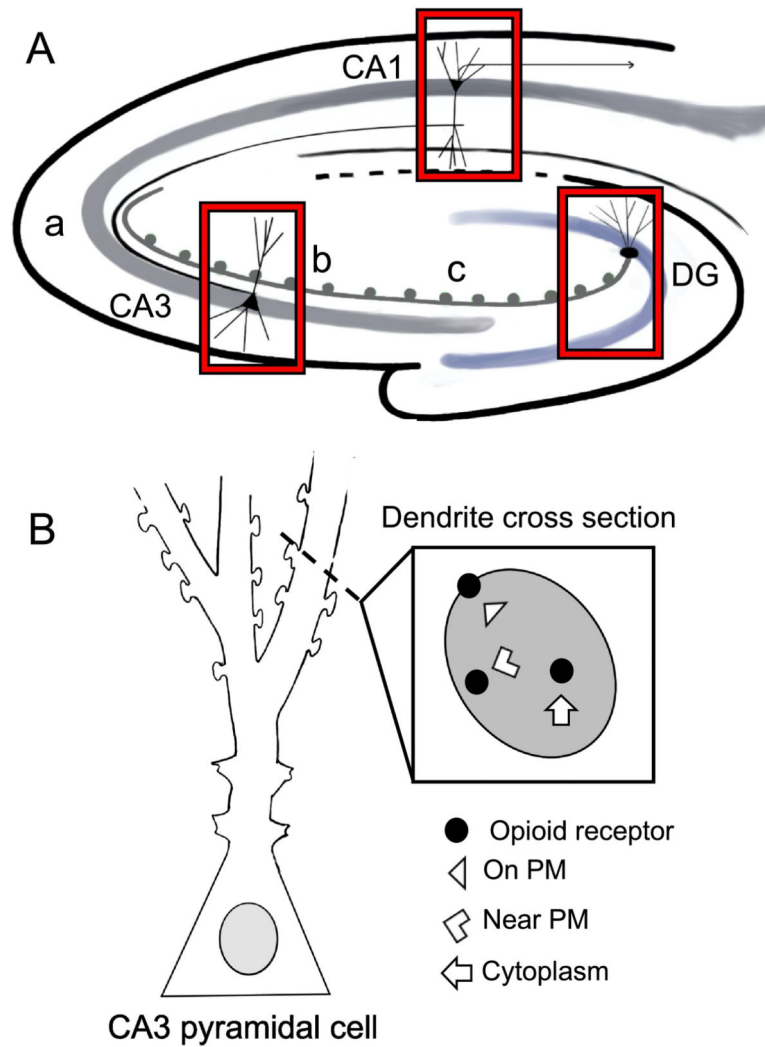 A
CA1
a
b
c
CA3
DG
B
Dendrite cross section
Opioid receptor
On PM
Near PM
Cytoplasm
CA3 pyramidal cell